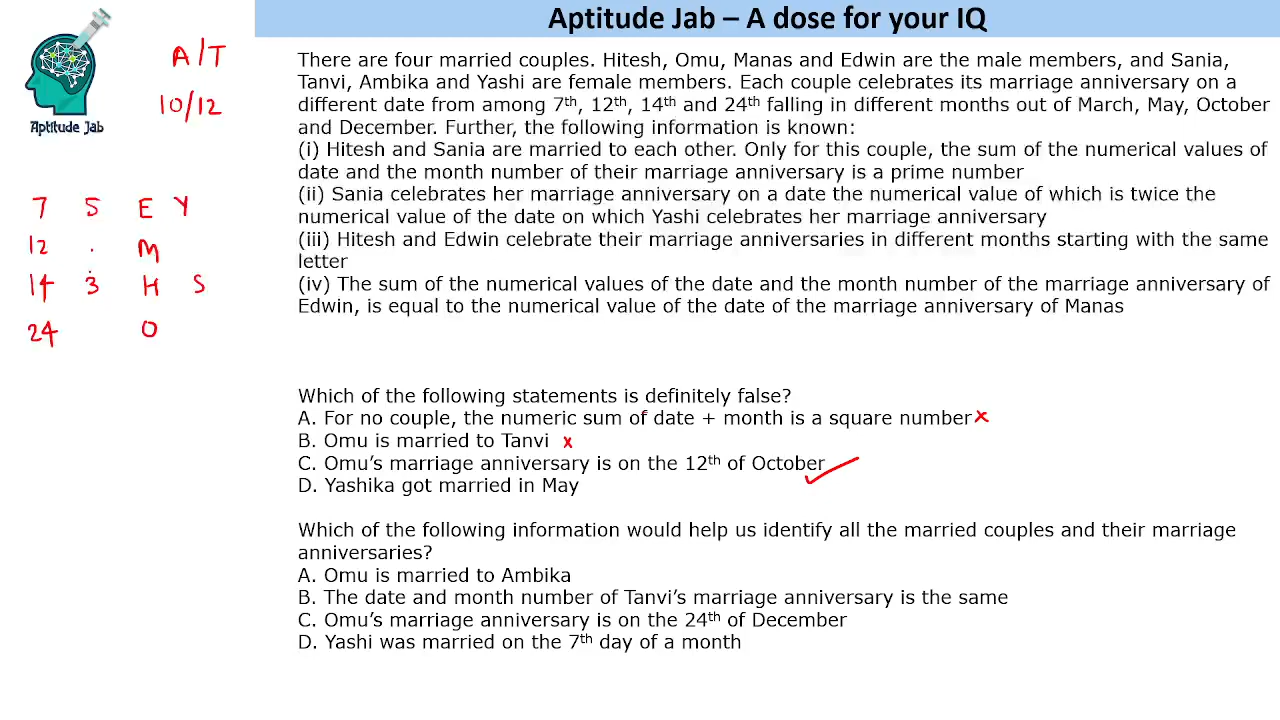 Aptitude Jab – A dose for your IQ
Aptitude Jab
A/T
10/12
7 5 E Y
12 . M
14 3 H S
24 O
There are four married couples. Hitesh, Omu, Manas and Edwin are the male members, and Sania,
Tanvi, Ambika and Yashi are female members. Each couple celebrates its marriage anniversary on a
different date from among 7th, 12th, 14th and 24th falling in different months out of March, May, October
and December. Further, the following information is known:
(i) Hitesh and Sania are married to each other. Only for this couple, the sum of the numerical values of
date and the month number of their marriage anniversary is a prime number
(ii) Sania celebrates her marriage anniversary on a date the numerical value of which is twice the
numerical value of the date on which Yashi celebrates her marriage anniversary
(iii) Hitesh and Edwin celebrate their marriage anniversaries in different months starting with the same
letter
(iv) The sum of the numerical values of the date and the month number of the marriage anniversary of
Edwin, is equal to the numerical value of the date of the marriage anniversary of Manas
Which of the following statements is definitely false?
A. For no couple, the numeric sum of date + month is a square number
B. Omu is married to Tanvi
C. Omu's marriage anniversary is on the 12th of October
D. Yashika got married in May
Which of the following information would help us identify all the married couples and their marriage
anniversaries?
A. Omu is married to Ambika
B. The date and month number of Tanvi's marriage anniversary is the same
C. Omu's marriage anniversary is on the 24th of December
D. Yashi was married on the 7th day of a month